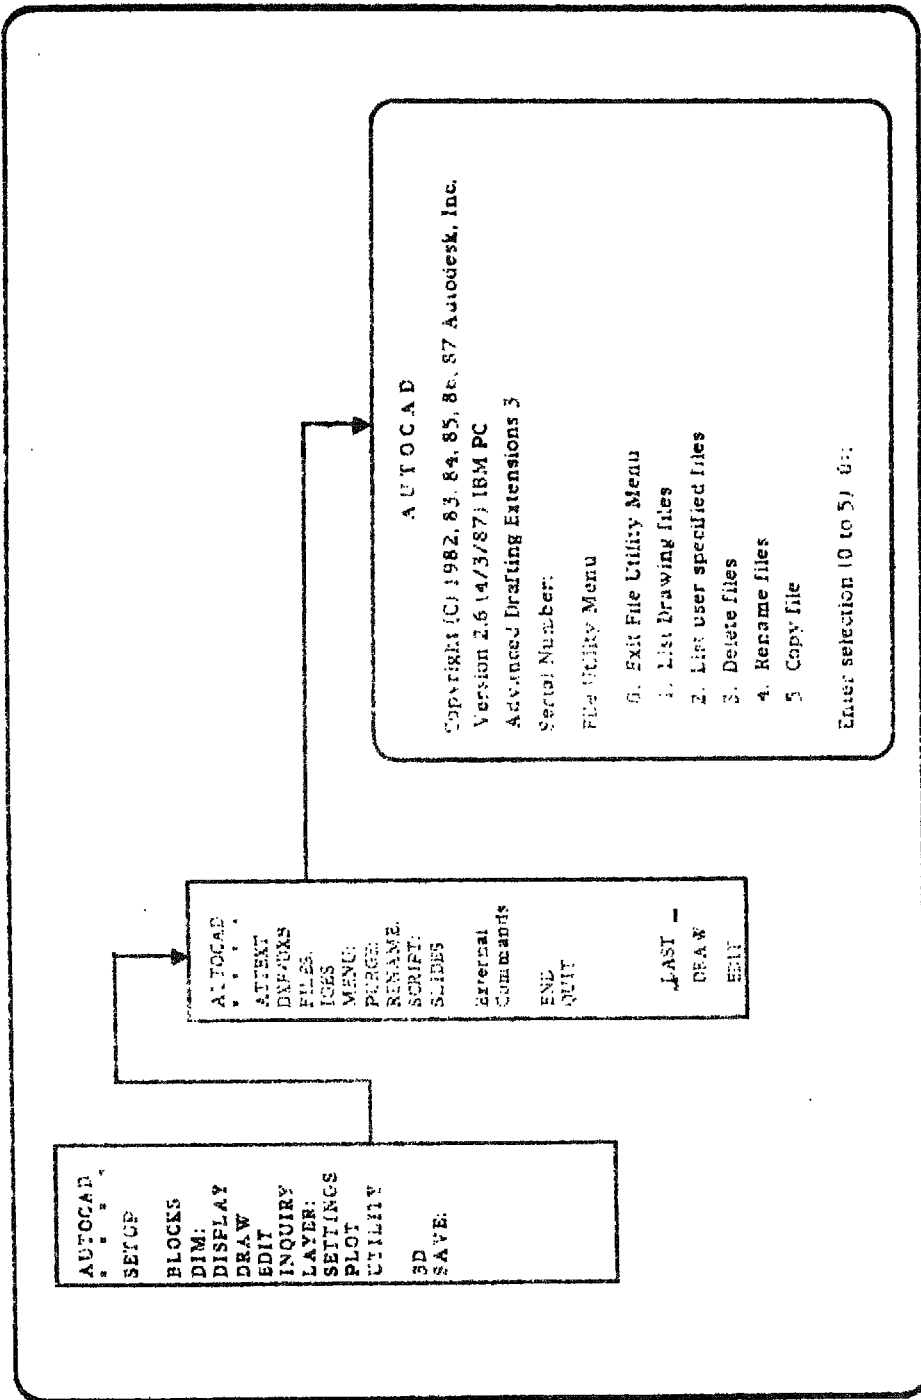 AUTOCAD
* * * *
SETUP
BLOCKS
DIM:
DISPLAY
DRAW
EDIT
INQUIRY
LAYER:
SETTINGS
PLOT
UTILITY
3D
SAVE:
AUTOCAD
* * * *
ATTEXT
DXF/DXB
FILES:
IGES
MENU:
PURGE:
RENAME:
SCRIPT:
SLIDES
External
Commands
END
QUIT
LAST
DRAW
EDIT
A U T O C A D
Copyright (C) 1982, 83, 84, 85, 86, 87 Autodesk, Inc.
Version 2.6 (4/3/87) IBM PC
Advanced Drafting Extensions 3
Serial Number:
File Utility Menu
0. Exit File Utility Menu
1. List Drawing files
2. List user specified files
3. Delete files
4. Rename files
5 Copy file
Enter selection (0 to 5)